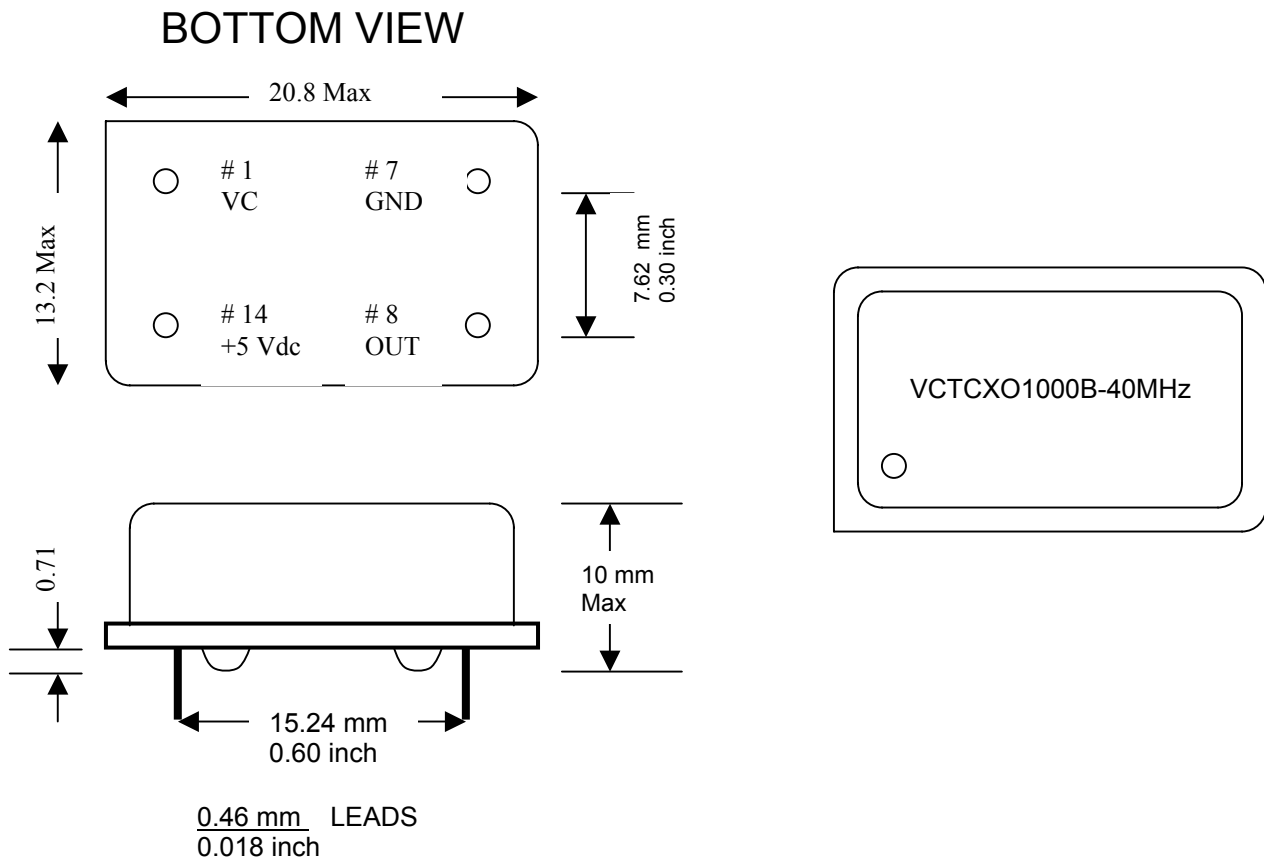 BOTTOM VIEW
20.8 Max
13.2 Max
# 1
VC
# 7
GND
# 14
+5 Vdc
# 8
OUT
7.62 mm
0.30 inch
VCTCXO1000B-40MHz
0.71
10 mm
Max
15.24 mm
0.60 inch
0.46 mm LEADS
0.018 inch